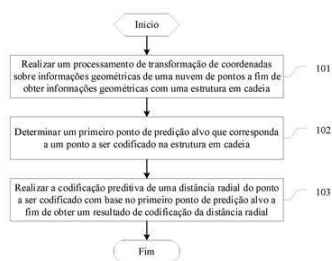 Início
Realizar um processamento de transformação de coordenadas
sobre informações geométricas de uma nuvem de pontos a fim de
obter informações geométricas com uma estrutura em cadeia
101
Determinar um primeiro ponto de predição alvo que corresponda
a um ponto a ser codificado na estrutura em cadeia
102
Realizar a codificação preditiva de uma distância radial do ponto
a ser codificado com base no primeiro ponto de predição alvo a
fim de obter um resultado de codificação da distância radial
103
Fim